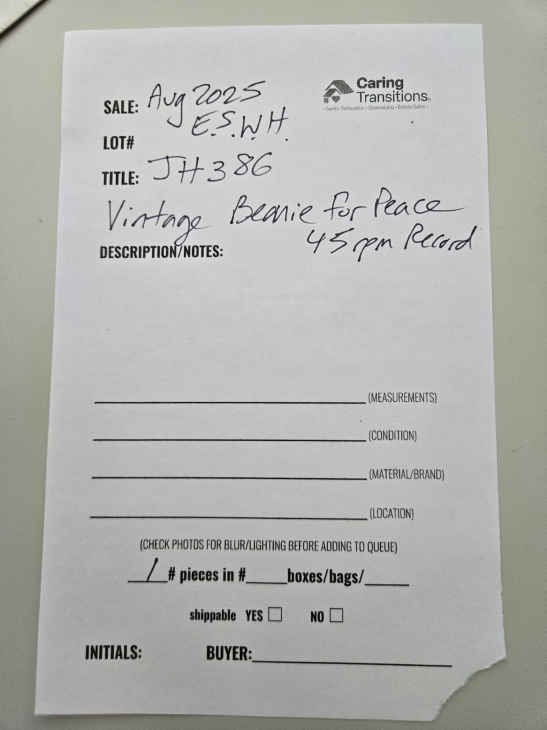 Caring
Transitions®
SALE: Aug 2025
E.S.W.H.
LOT#
TITLE: JH386
Vintage Beanie for Peace
45 rpm Record
DESCRIPTION/NOTES:
(MEASUREMENTS)
(CONDITION)
(MATERIAL/BRAND)
(LOCATION)
(CHECK PHOTOS FOR BLUR/LIGHTING BEFORE ADDING TO QUEUE)
1 # pieces in # boxes/bags/
shippable YES NO
INITIALS: BUYER: